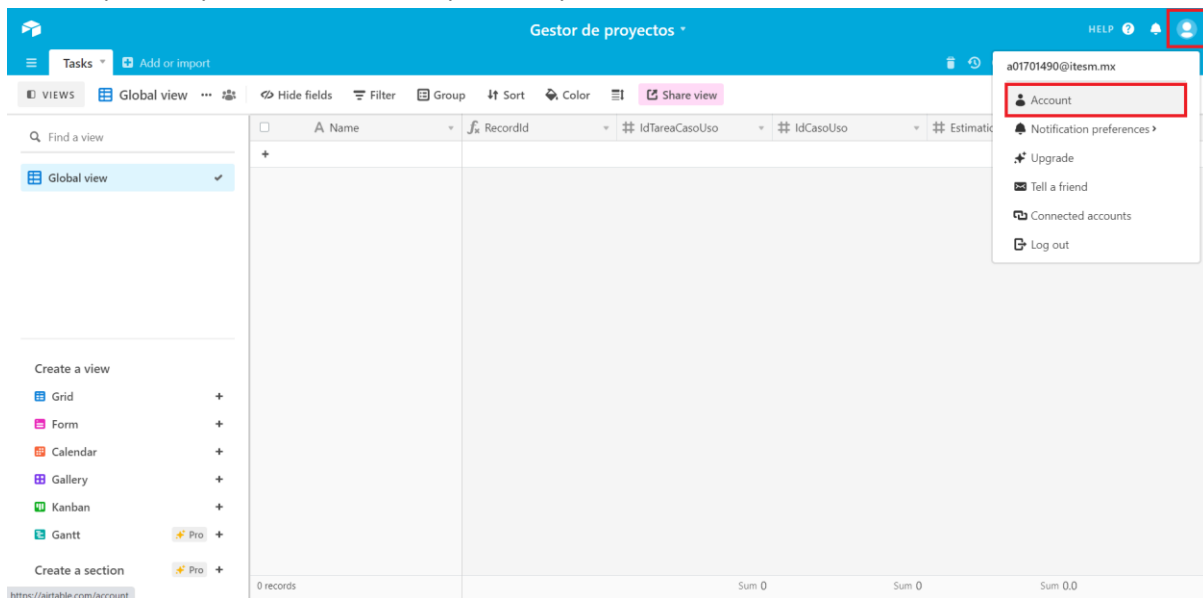 Gestor de proyectos
HELP
Tasks
Add or import
a01701490@itesm.mx
VIEWS
Global view
Hide fields
Filter
Group
Sort
Color
Share view
Account
Notification preferences
Upgrade
Tell a friend
Connected accounts
Log out
Find a view
Global view
A Name
fx RecordId
# IdTareaCasoUso
# IdCasoUso
# Estimatio
+
Create a view
Grid +
Form +
Calendar +
Gallery +
Kanban +
Gantt Pro +
Create a section Pro +
0 records
Sum 0
Sum 0
Sum 0.0
https://airtable.com/account